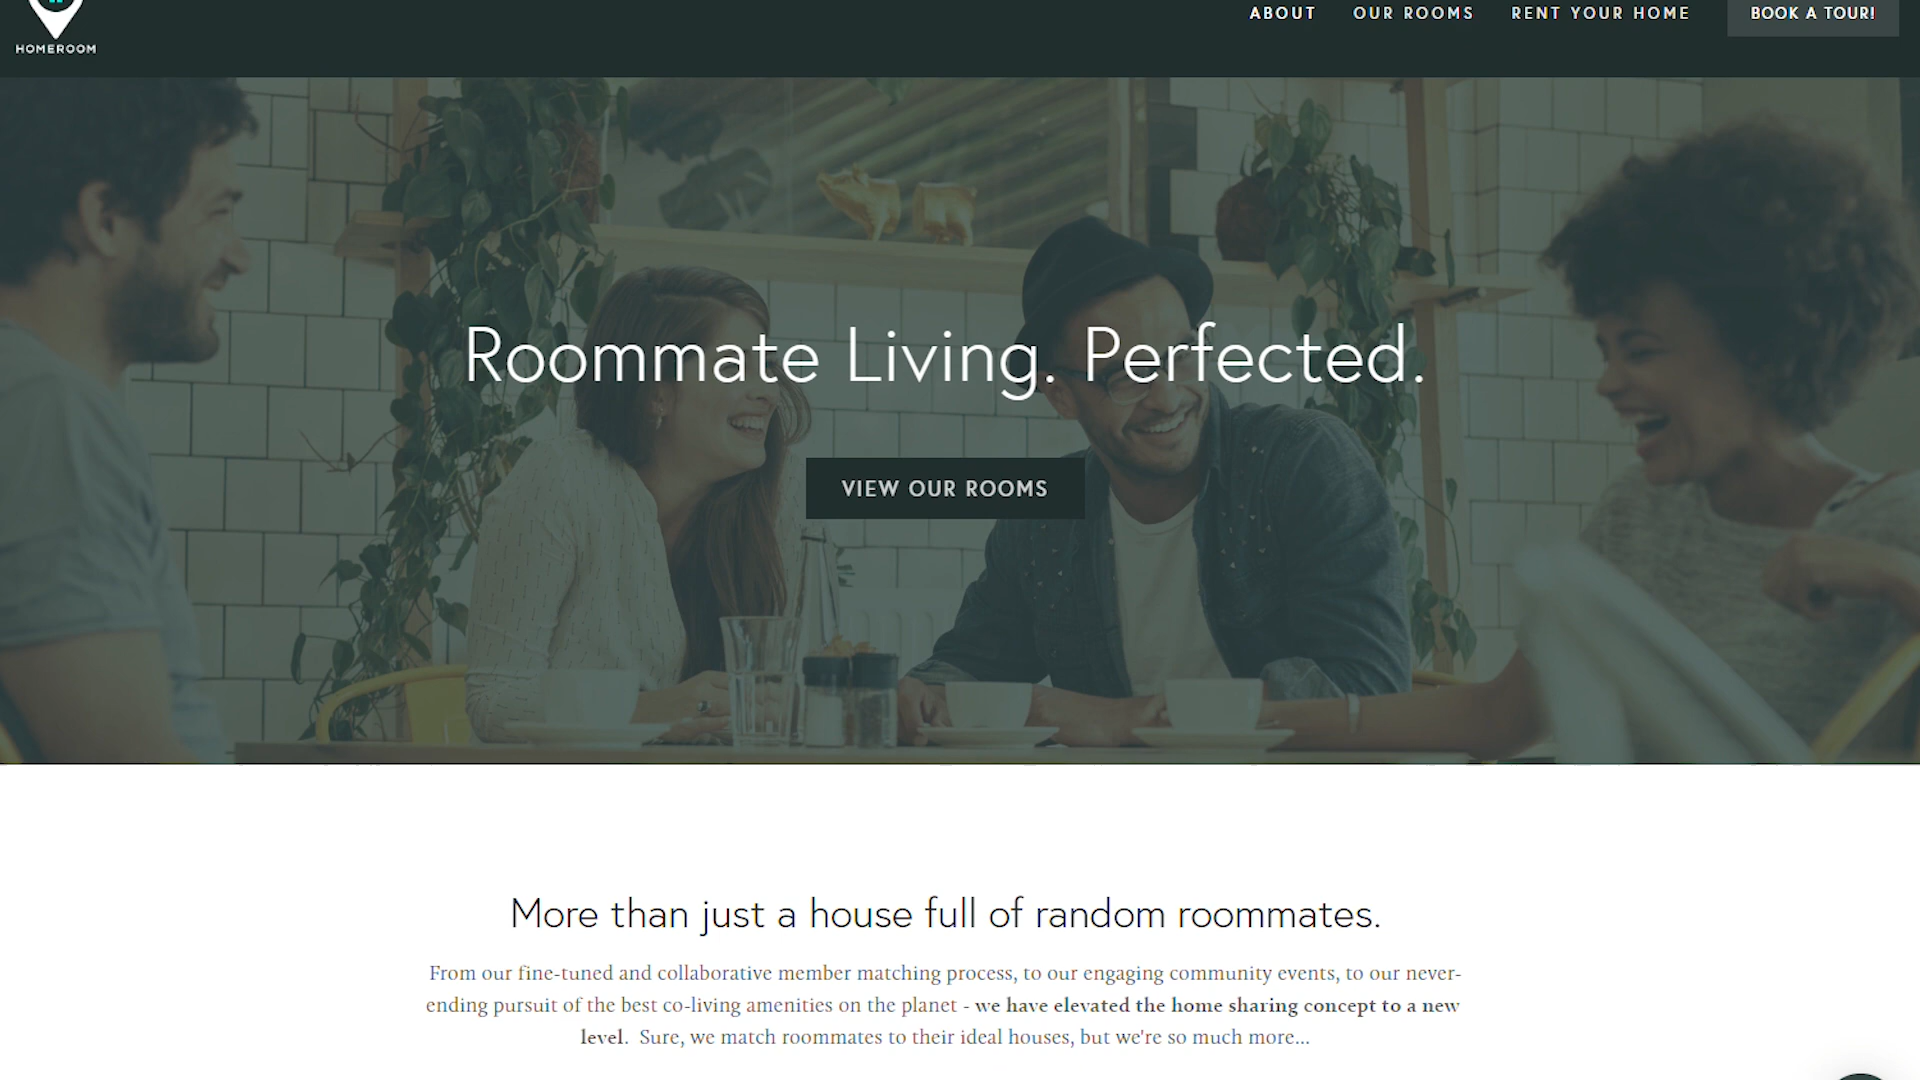 HOMEROOM
ABOUT
OUR ROOMS
RENT YOUR HOME
BOOK A TOUR!
Roommate Living. Perfected.
VIEW OUR ROOMS
More than just a house full of random roommates.
From our fine-tuned and collaborative member matching process, to our engaging community events, to our never-
ending pursuit of the best co-living amenities on the planet - we have elevated the home sharing concept to a new
level.  Sure, we match roommates to their ideal houses, but we're so much more...